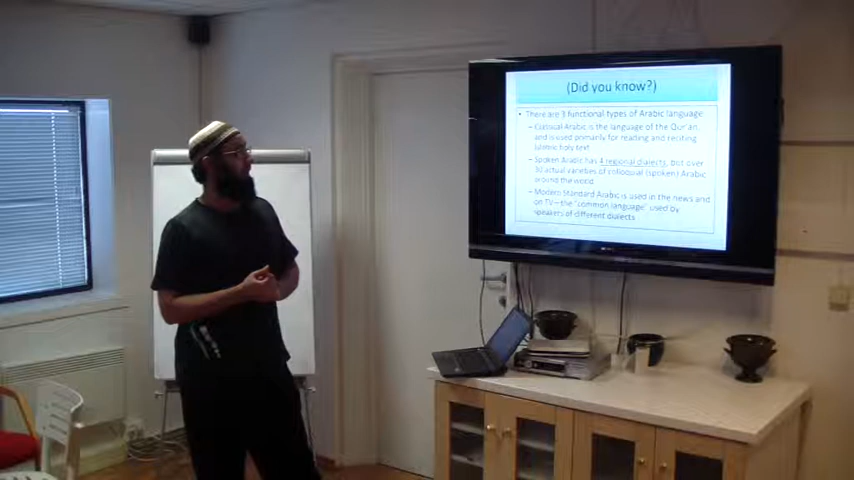 (Did you know?)
• There are 3 functional types of Arabic language
– Classical Arabic is the language of the Qur'an
and is used primarily for reading and reciting
Islamic holy text
– Spoken Arabic has 4 regional dialects, but over
30 actual varieties of colloquial (spoken) Arabic
around the world
– Modern Standard Arabic is used in the news and
on TV – the "common language" used by
speakers of different dialects